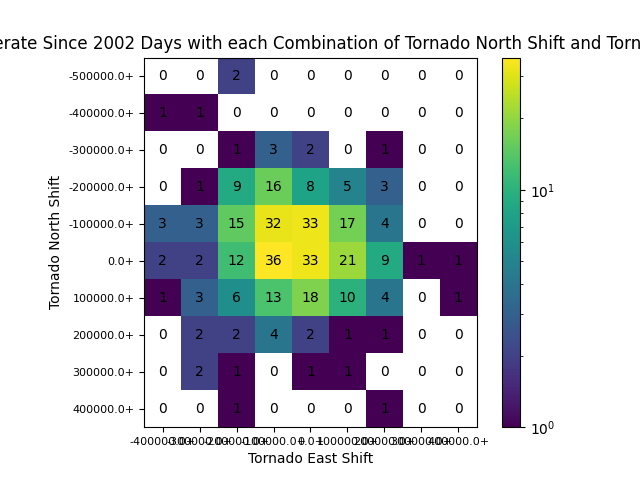 erate Since 2002 Days with each Combination of Tornado North Shift and Torn
-500000.0+ 0 0 2 0 0 0 0 0 0
-400000.0+ 1 1 0 0 0 0 0 0 0
-300000.0+ 0 0 1 3 2 0 1 0 0
-200000.0+ 0 1 9 16 8 5 3 0 0
-100000.0+ 3 3 15 32 33 17 4 0 0
0.0+ 2 2 12 36 33 21 9 1 1
100000.0+ 1 3 6 13 18 10 4 0 1
200000.0+ 0 2 2 4 2 1 1 0 0
300000.0+ 0 2 1 0 1 1 0 0 0
400000.0+ 0 0 1 0 0 0 1 0 0
Tornado North Shift
Tornado East Shift
10^1
10^0